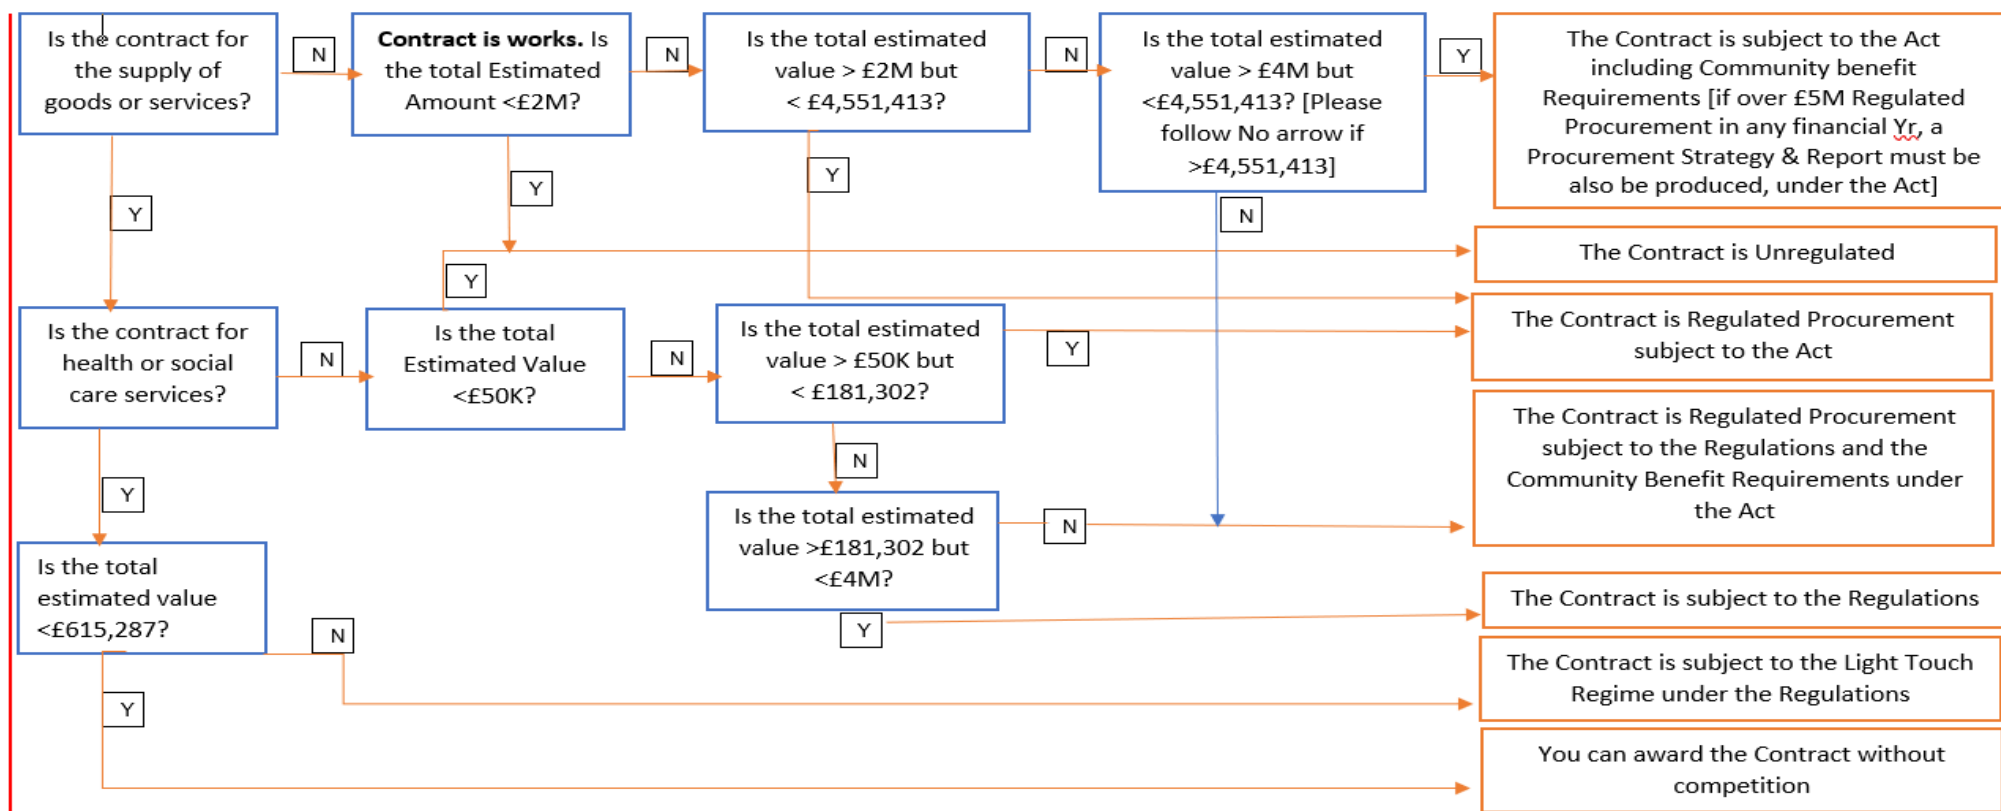 Is the contract for
the supply of
goods or services?
N
Contract is works. Is
the total Estimated
Amount <£2M?
N
Is the total estimated
value > £2M but
< £4,551,413?
N
Is the total estimated
value > £4M but
<£4,551,413? [Please
follow No arrow if
>£4,551,413]
Y
The Contract is subject to the Act
including Community benefit
Requirements [if over £5M Regulated
Procurement in any financial Yr, a
Procurement Strategy & Report must be
also be produced, under the Act]
Y
Y
Y
N
The Contract is Unregulated
Y
Is the contract for
health or social
care services?
N
Is the total
Estimated Value
<£50K?
N
Is the total estimated
value > £50K but
< £181,302?
Y
The Contract is Regulated Procurement
subject to the Act
The Contract is Regulated Procurement
subject to the Regulations and the
Community Benefit Requirements under
the Act
Y
N
Is the total estimated
value >£181,302 but
<£4M?
N
Y
The Contract is subject to the Regulations
Is the total
estimated value
<£615,287?
N
The Contract is subject to the Light Touch
Regime under the Regulations
Y
You can award the Contract without
competition